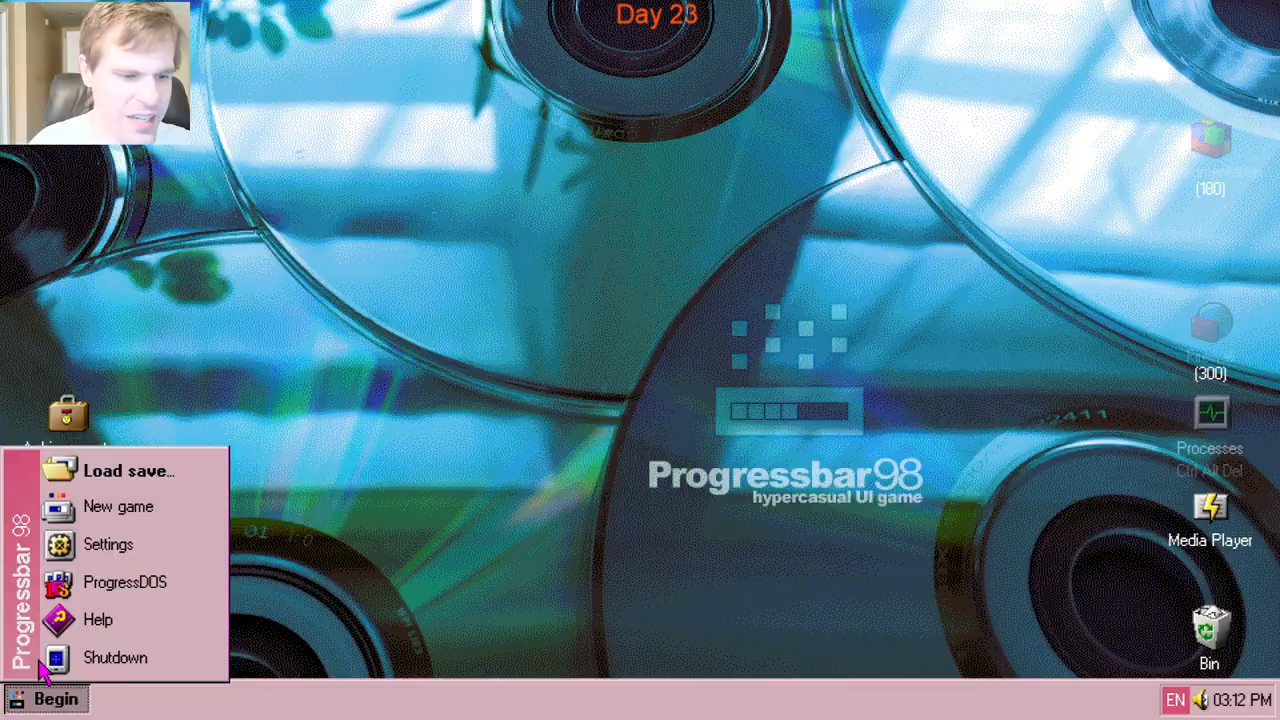 Day 23
(180)
(300)
Processes
Ctrl Alt Del
Progressbar98
hypercasual UI game
Media Player
Bin
Load save...
New game
Settings
ProgressDOS
Help
Shutdown
Progressbar 98
Begin
EN 03:12 PM